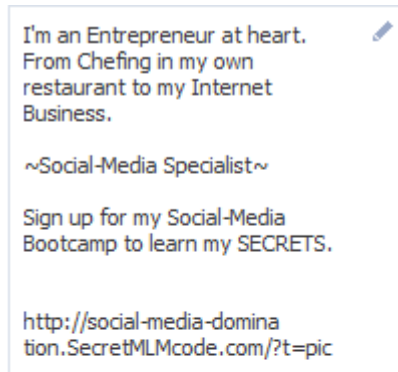 I'm an Entrepreneur at heart.
From Chefing in my own
restaurant to my Internet
Business.
~Social-Media Specialist~
Sign up for my Social-Media
Bootcamp to learn my SECRETS.
http://social-media-domina
tion.SecretMLMcode.com/?t=pic